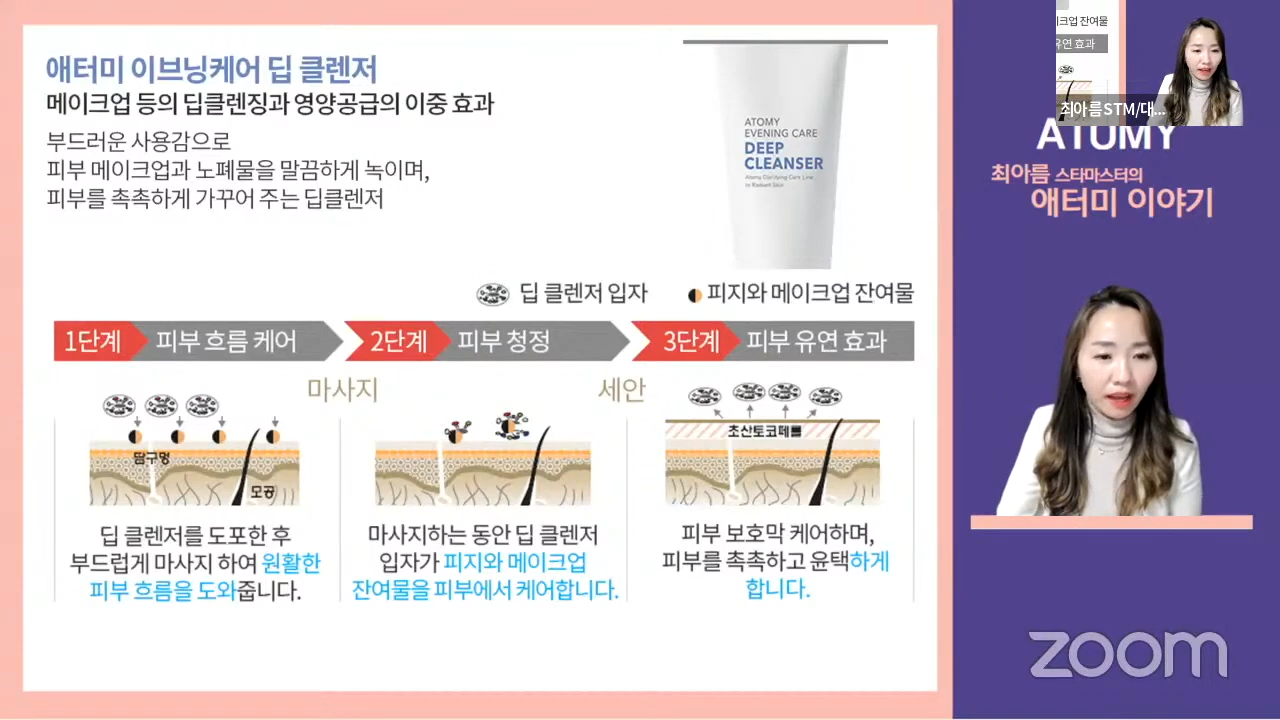 애터미 이브닝케어 딥 클렌저
메이크업 등의 딥클렌징과 영양공급의 이중 효과
부드러운 사용감으로
피부 메이크업과 노폐물을 말끔하게 녹이며,
피부를 촉촉하게 가꾸어 주는 딥클렌저
ATOMY
EVENING CARE
DEEP
CLEANSER
Atomy Clarifying Care Line
to Radiant Skin
딥 클렌저 입자
피지와 메이크업 잔여물
1단계
피부 흐름 케어
2단계
피부 청정
3단계
피부 유연 효과
마사지
세안
땀구멍
모공
초산토코페롤
딥 클렌저를 도포한 후
부드럽게 마사지 하여 원활한
피부 흐름을 도와줍니다.
마사지하는 동안 딥 클렌저
입자가 피지와 메이크업
잔여물을 피부에서 케어합니다.
피부 보호막 케어하며,
피부를 촉촉하고 윤택하게
합니다.
크업 잔여물
유연 효과
최아름STM/대...
ATOMY
최아름 스타마스터의
애터미 이야기
zoom